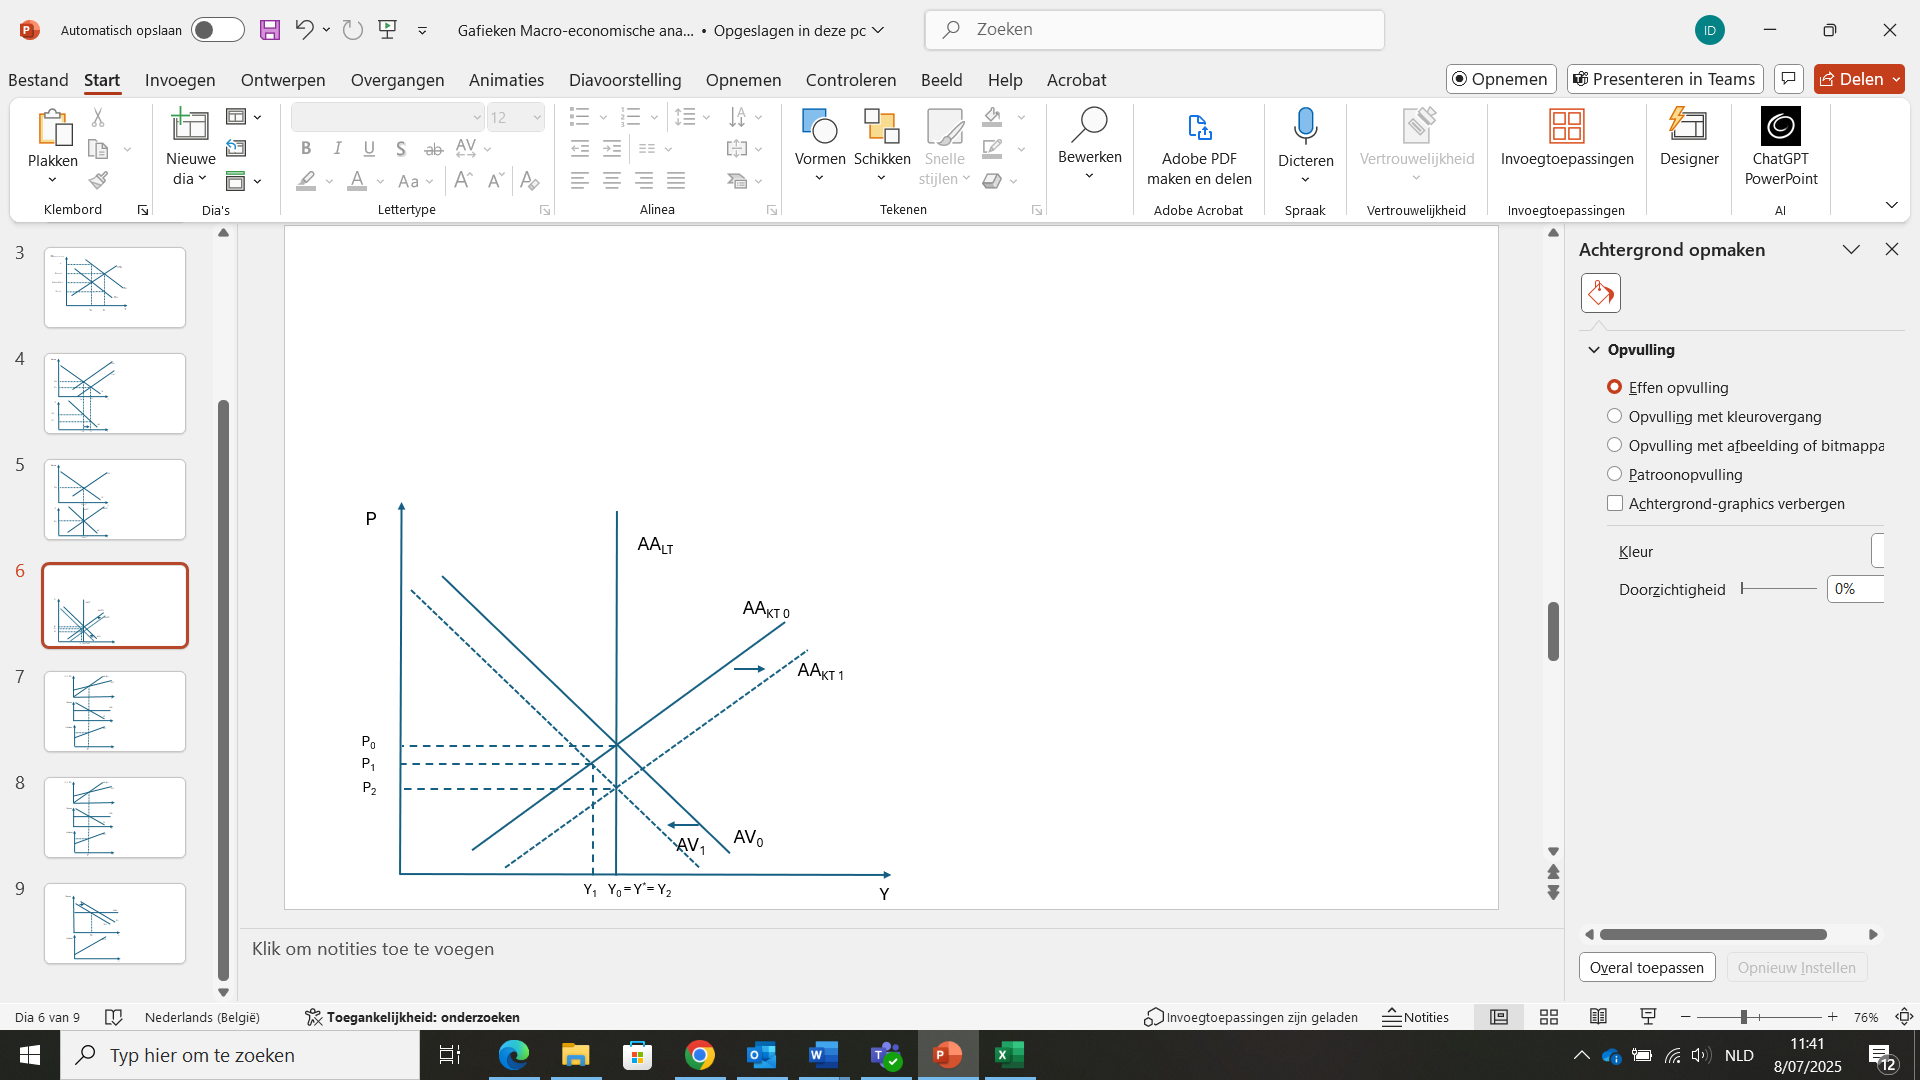 Automatisch opslaan
Gafieken Macro-economische ana... • Opgeslagen in deze pc
Zoeken
ID
Bestand Start Invoegen Ontwerpen Overgangen Animaties Diavoorstelling Opnemen Controleren Beeld Help Acrobat
Opnemen
Presenteren in Teams
Delen
Plakken
Klembord
Nieuwe dia
Dia's
12
Lettertype
Alinea
Vormen
Schikken
Snelle stijlen
Tekenen
Bewerken
Adobe PDF maken en delen
Adobe Acrobat
Dicteren
Spraak
Vertrouwelijkheid
Vertrouwelijkheid
Invoegtoepassingen
Invoegtoepassingen
Designer
ChatGPT PowerPoint
AI
3
4
5
6
7
8
9
P
AA_LT
AA_KT 0
AA_KT 1
P₀
P₁
P₂
AV₁
AV₀
Y₁ Y₀ = Y* = Y₂
Y
Klik om notities toe te voegen
Achtergrond opmaken
Opvulling
Effen opvulling
Opvulling met kleurovergang
Opvulling met afbeelding of bitmappa
Patroonopvulling
Achtergrond-graphics verbergen
Kleur
Doorzichtigheid
0%
Overal toepassen
Opnieuw Instellen
Dia 6 van 9
Nederlands (België)
Toegankelijkheid: onderzoeken
Invoegtoepassingen zijn geladen
Notities
76%
Typ hier om te zoeken
NLD
11:41
8/07/2025
12